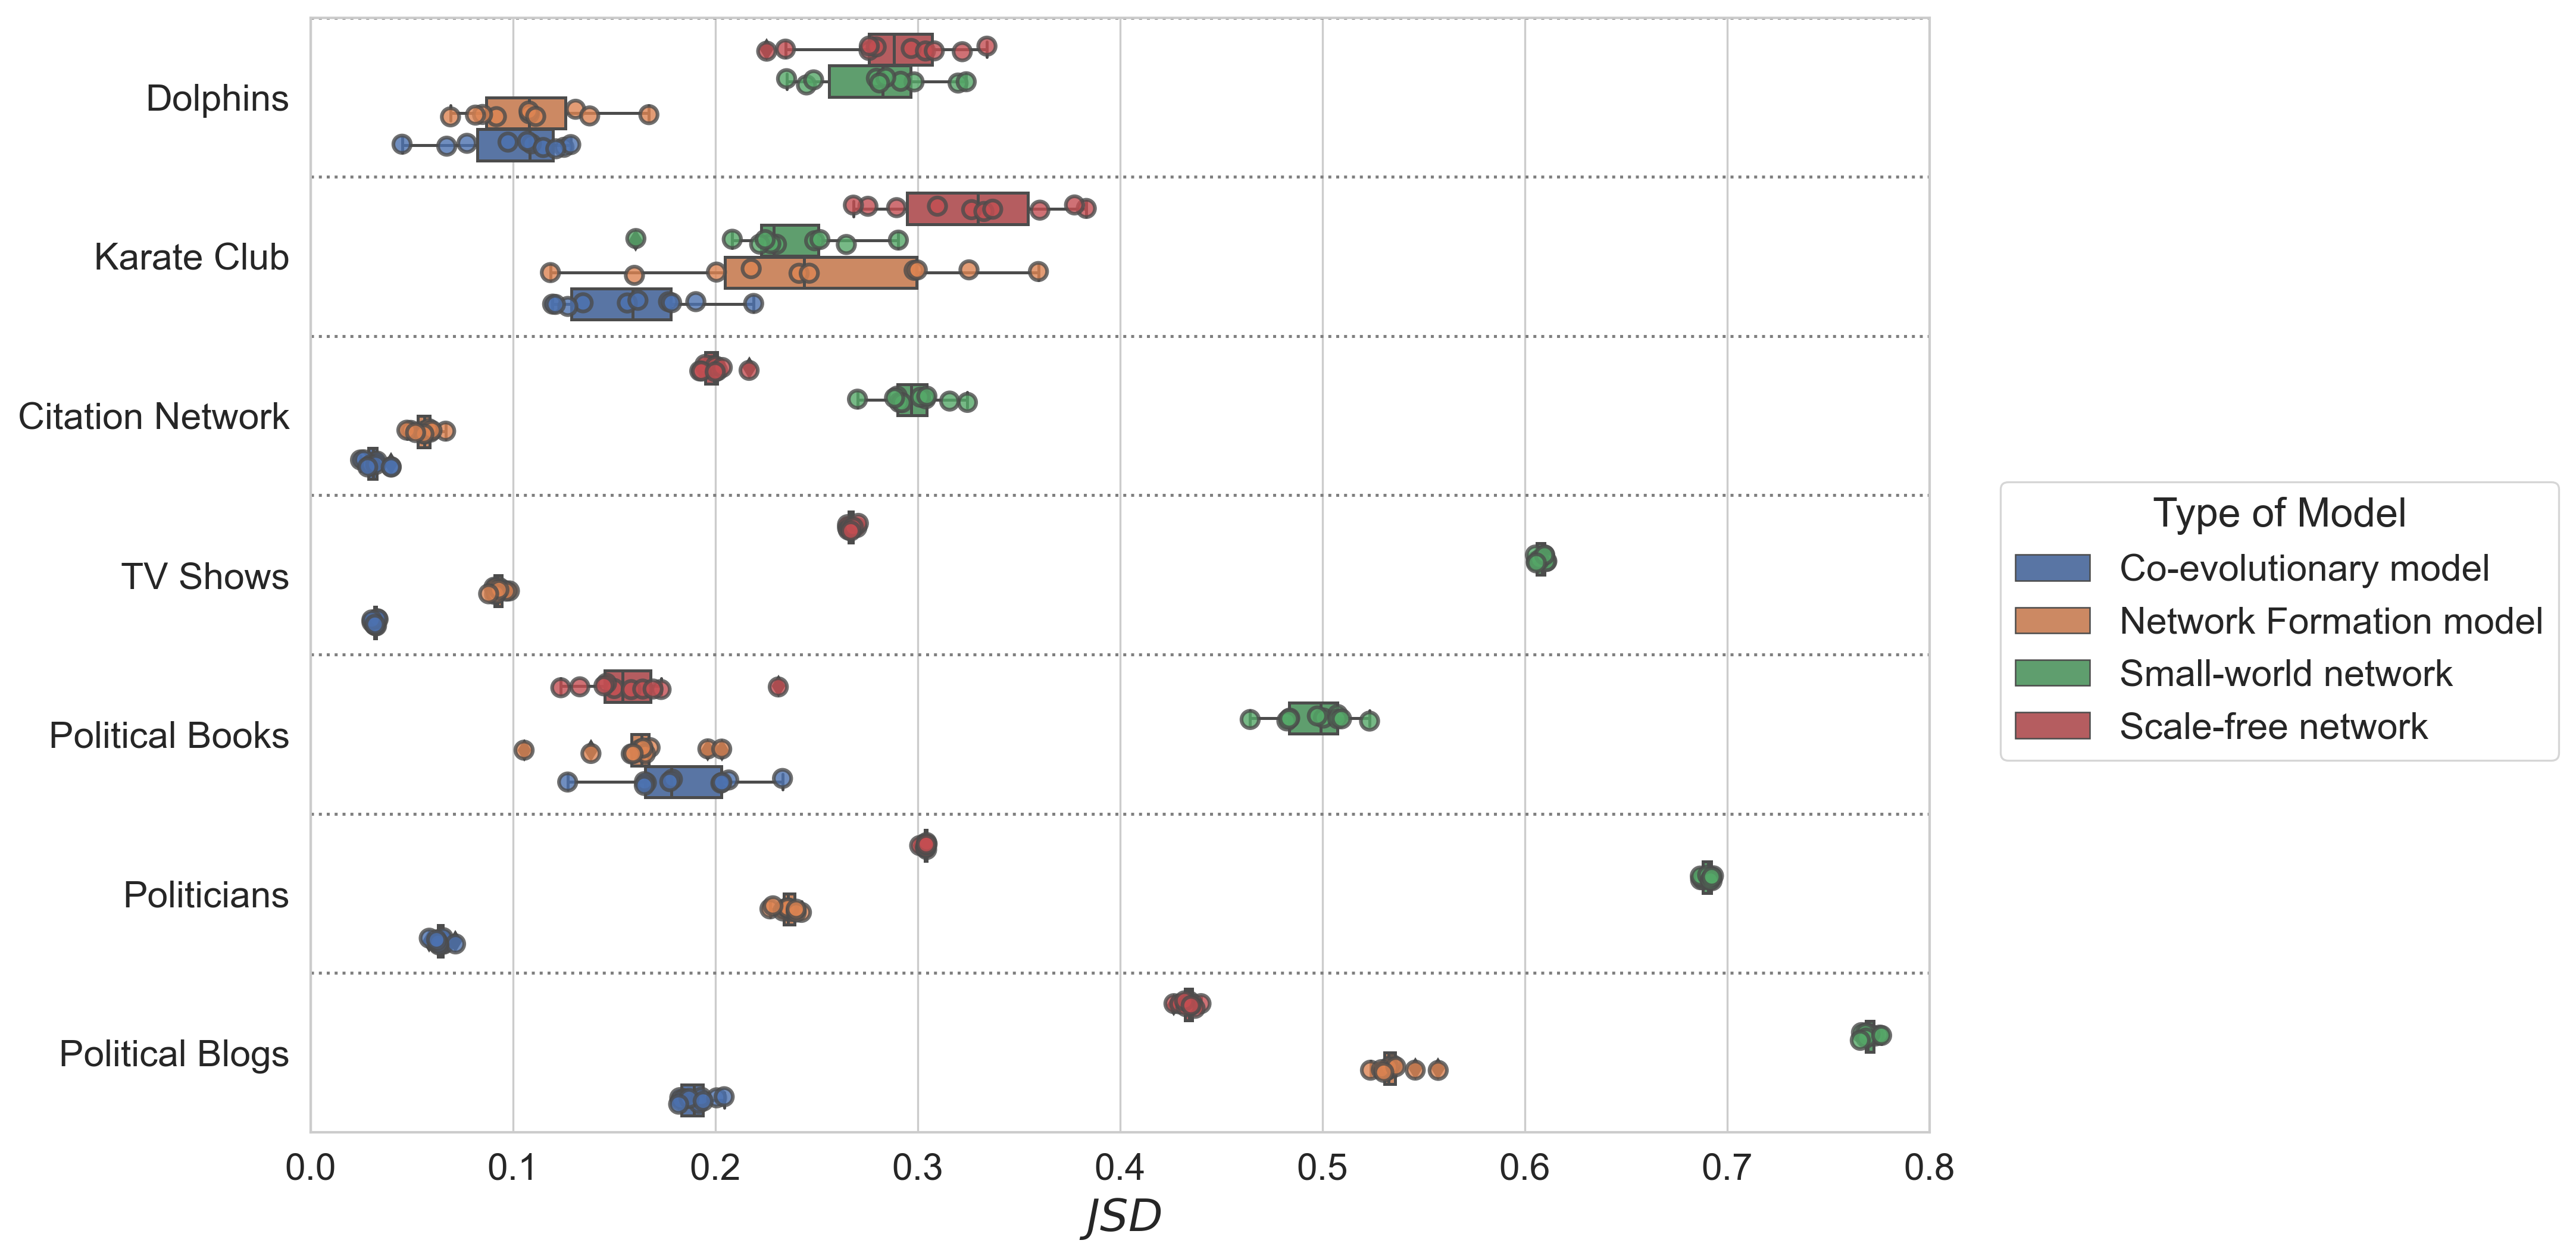 Dolphins
Karate Club
Citation Network
TV Shows
Political Books
Politicians
Political Blogs
0.0 0.1 0.2 0.3 0.4 0.5 0.6 0.7 0.8
JSD
Type of Model
Co-evolutionary model
Network Formation model
Small-world network
Scale-free network